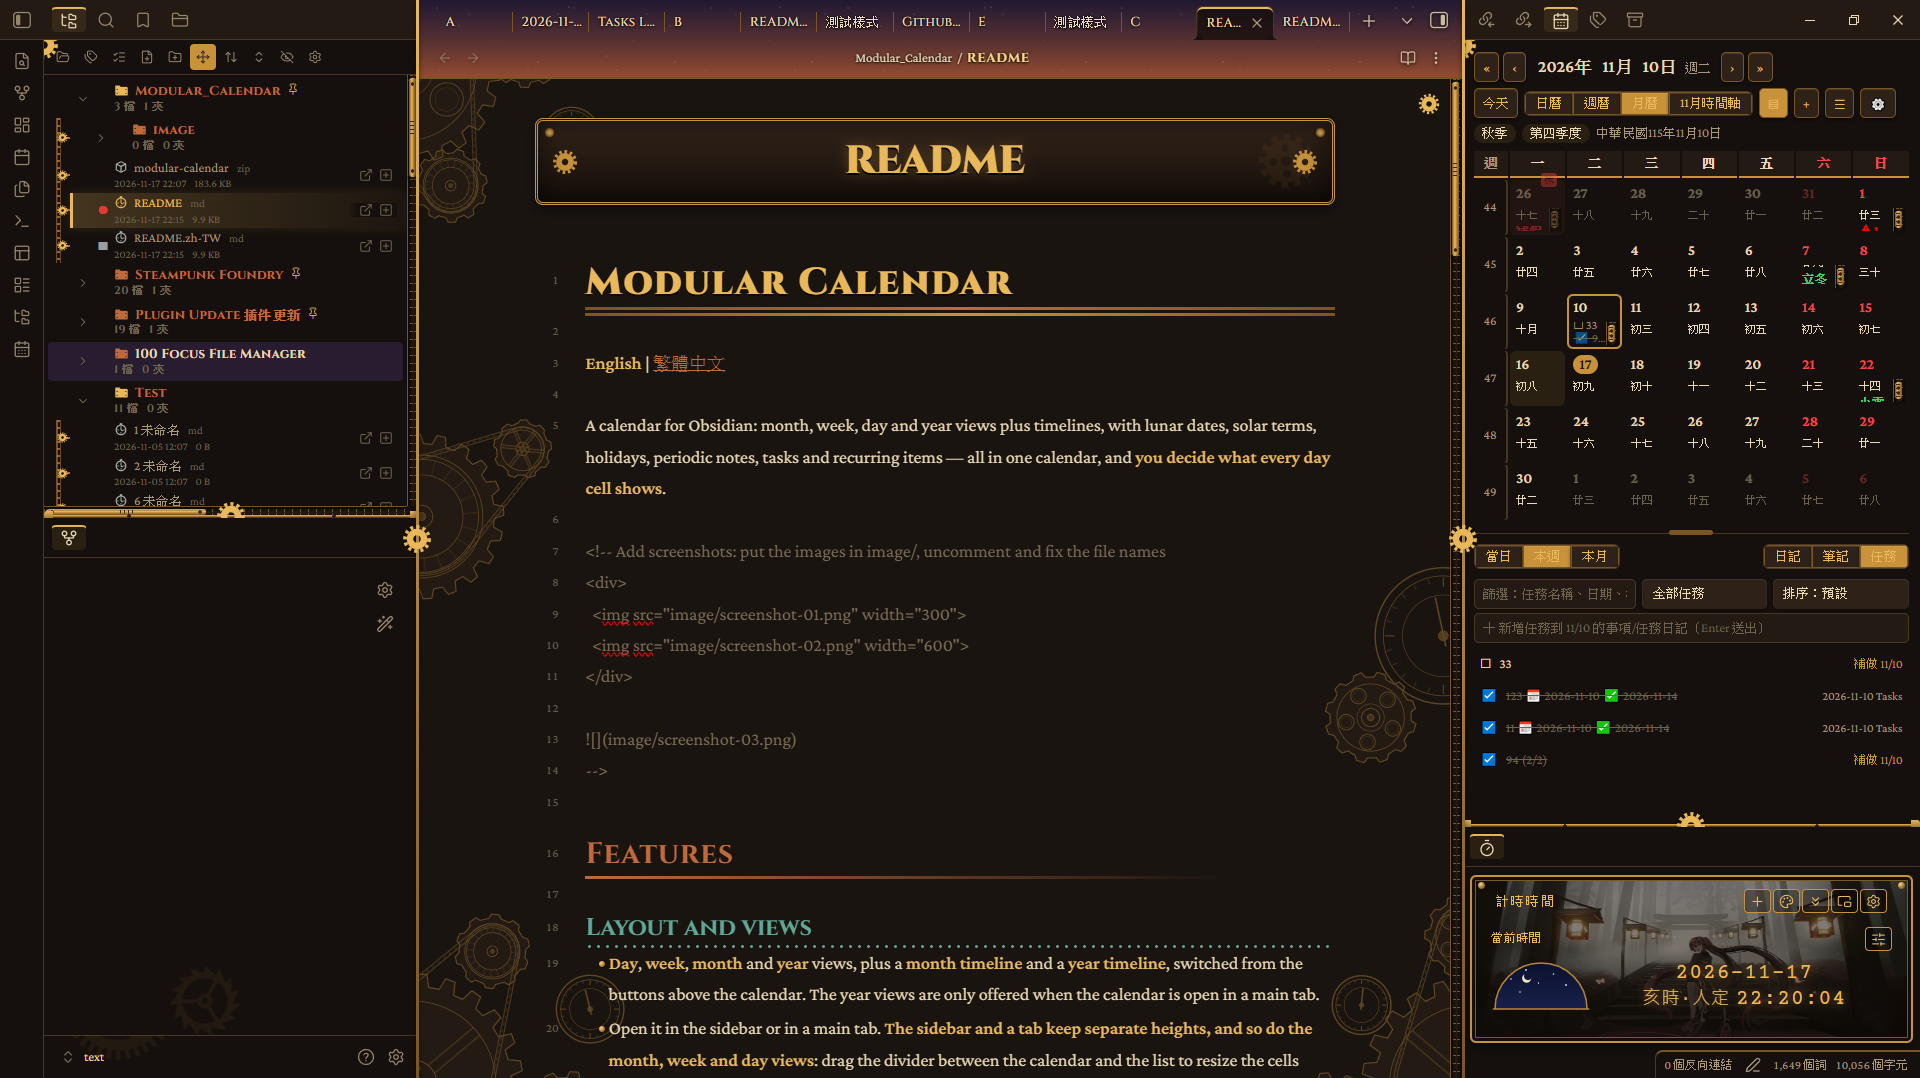 A
2026-11-...
Tasks L...
B
READM...
測試樣式
Github...
E
測試樣式
C
REA...
READM...
Modular_Calendar / README
Modular_Calendar
3 檔 1 夾
image
0 檔 0 夾
modular-calendar zip
2026-11-17 22:07 183.6 KB
README md
2026-11-17 22:15 9.9 KB
README.zh-TW md
2026-11-17 22:15 9.9 KB
Steampunk Foundry
20 檔 1 夾
Plugin Update 插件更新
19 檔 1 夾
100 Focus File Manager
1 檔 0 夾
Test
11 檔 0 夾
1 未命名 md
2026-11-05 12:07 0 B
2 未命名 md
2026-11-05 12:07 0 B
6 未命名 md
text
README
1 Modular Calendar
2
3 English | 繁體中文
4
5 A calendar for Obsidian: month, week, day and year views plus timelines, with lunar dates, solar terms,
holidays, periodic notes, tasks and recurring items — all in one calendar, and you decide what every day
cell shows.
6
7 <!-- Add screenshots: put the images in image/, uncomment and fix the file names
8 <div>
9 <img src="image/screenshot-01.png" width="300">
10 <img src="image/screenshot-02.png" width="600">
11 </div>
12
13 ![](image/screenshot-03.png)
14 -->
15
16 Features
17
18 Layout and views
19 • Day, week, month and year views, plus a month timeline and a year timeline, switched from the
buttons above the calendar. The year views are only offered when the calendar is open in a main tab.
20 • Open it in the sidebar or in a main tab. The sidebar and a tab keep separate heights, and so do the
month, week and day views: drag the divider between the calendar and the list to resize the cells
« ‹ 2026年 11月 10日 週二 › »
今天 日曆 週曆 月曆 11月時間軸
秋季 第四季度 中華民國115年11月10日
週 一 二 三 四 五 六 日
44 26 27 28 29 30 31 1
十七 十八 十九 二十 廿一 廿二 廿三
45 2 3 4 5 6 7 8
廿四 廿五 廿六 廿七 廿八 立冬 三十
46 9 10 11 12 13 14 15
十月 33 初三 初四 初五 初六 初七
9...
47 16 17 18 19 20 21 22
初八 初九 初十 十一 十二 十三 十四
48 23 24 25 26 27 28 29
十五 十六 十七 十八 十九 二十 廿一
49 30 1 2 3 4 5 6
廿二 廿三 廿四 廿五 廿六 廿七 廿八
當日 本週 本月 日記 筆記 任務
篩選：任務名稱、日期、 全部任務 排序：預設
＋ 新增任務到 11/10 的事項/任務日記（Enter 送出）
33 補做 11/10
123 2026-11-10 2026-11-14 2026-11-10 Tasks
11 2026-11-10 2026-11-14 2026-11-10 Tasks
94 (2/2) 補做 11/10
計時時間
當前時間
2026-11-17
亥時·人定 22:20:04
0 個反向連結 1,649 個詞 10,056 個字元